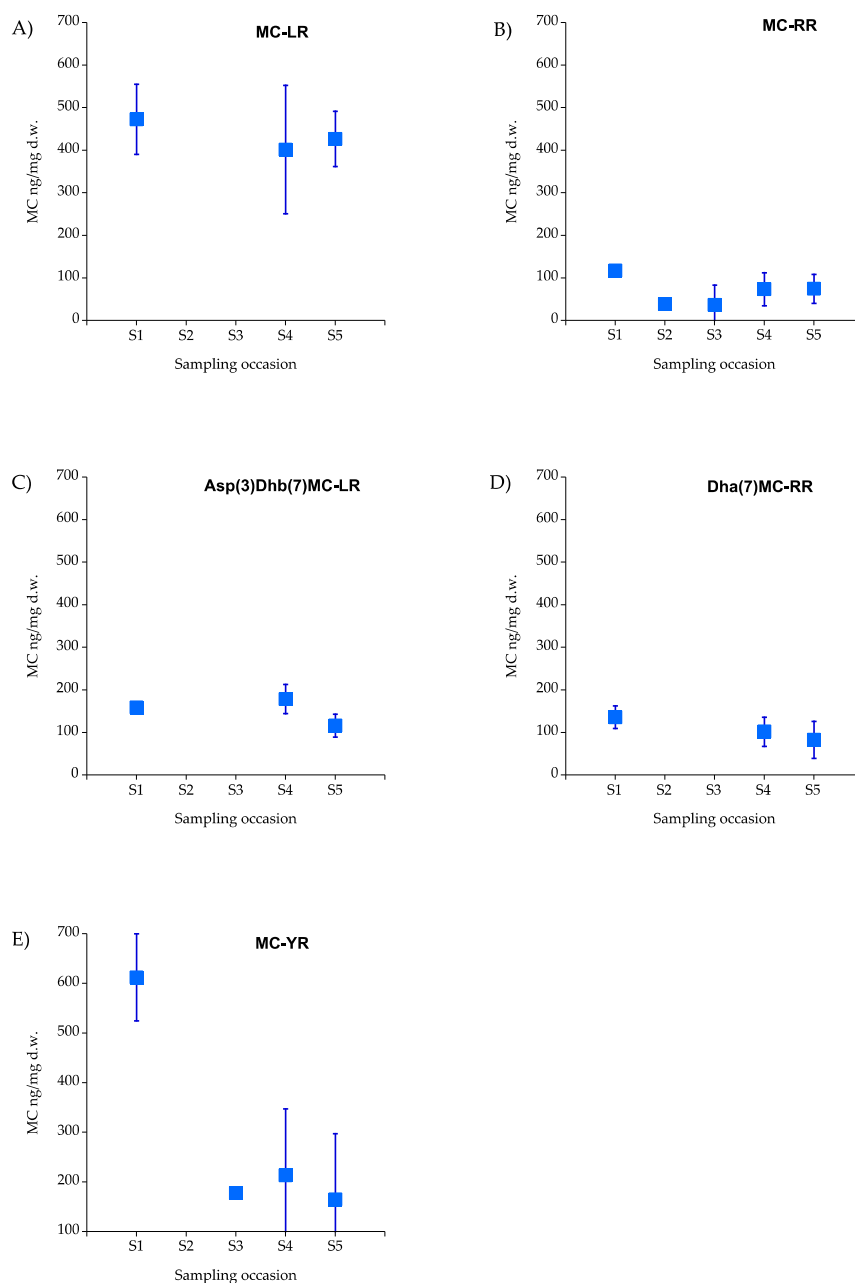 A)
MC-LR
700
600
500
400
300
200
100
0
MC ng/mg d.w.
S1 S2 S3 S4 S5
Sampling occasion
B)
MC-RR
700
600
500
400
300
200
100
0
MC ng/mg d.w.
S1 S2 S3 S4 S5
Sampling occasion
C)
Asp(3)Dhb(7)MC-LR
700
600
500
400
300
200
100
0
MC ng/mg d.w.
S1 S2 S3 S4 S5
Sampling occasion
D)
Dha(7)MC-RR
700
600
500
400
300
200
100
0
MC ng/mg d.w.
S1 S2 S3 S4 S5
Sampling occasion
E)
MC-YR
700
600
500
400
300
200
100
MC ng/mg d.w.
S1 S2 S3 S4 S5
Sampling occasion